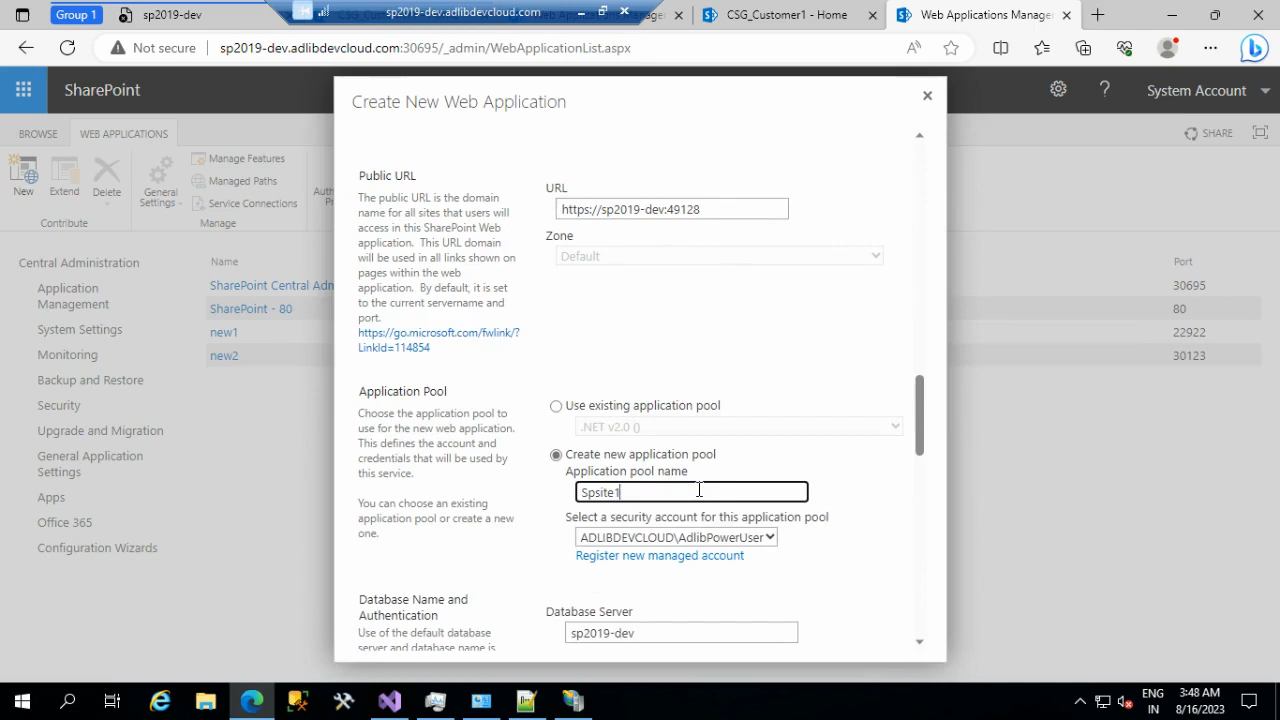 Group 1
sp2019-dev
sp2019-dev.adlibdevcloud.com
CSG_Customer1 - Home
Web Applications Manage
Not secure
sp2019-dev.adlibdevcloud.com:30695/_admin/WebApplicationList.aspx
SharePoint
System Account
BROWSE
WEB APPLICATIONS
SHARE
New
Extend
Delete
General Settings
Manage Features
Managed Paths
Service Connections
Contribute
Manage
Central Administration
Application
Management
System Settings
Monitoring
Backup and Restore
Security
Upgrade and Migration
General Application
Settings
Apps
Office 365
Configuration Wizards
Name
SharePoint Central Adm
SharePoint - 80
new1
new2
Port
30695
80
22922
30123
Create New Web Application
Public URL
The public URL is the domain
name for all sites that users will
access in this SharePoint Web
application. This URL domain
will be used in all links shown on
pages within the web
application. By default, it is set
to the current servername and
port.
https://go.microsoft.com/fwlink/?
LinkId=114854
URL
https://sp2019-dev:49128
Zone
Default
Application Pool
Choose the application pool to
use for the new web application.
This defines the account and
credentials that will be used by
this service.
You can choose an existing
application pool or create a new
one.
Use existing application pool
.NET v2.0 ()
Create new application pool
Application pool name
Spsite1
Select a security account for this application pool
ADLIBDEVCLOUD\AdlibPowerUser
Register new managed account
Database Name and
Authentication
Use of the default database
server and database name is
Database Server
sp2019-dev
ENG
IN
3:48 AM
8/16/2023